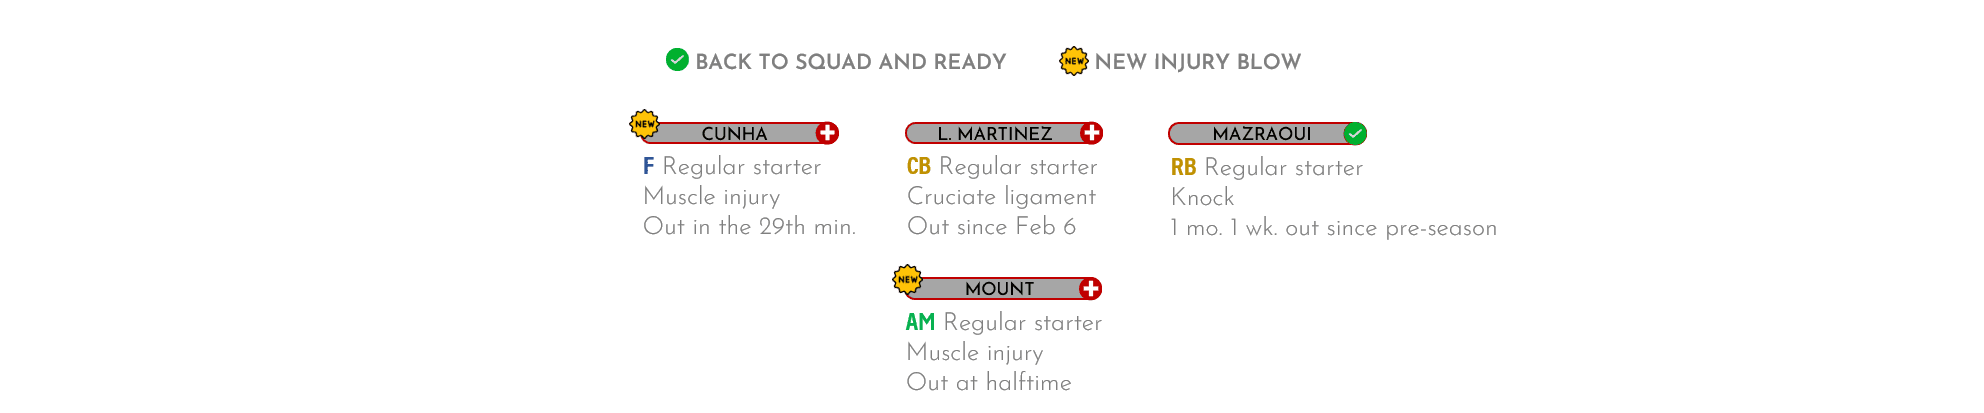 BACK TO SQUAD AND READY
NEW NEW INJURY BLOW
NEW
CUNHA
F Regular starter
Muscle injury
Out in the 29th min.
L. MARTINEZ
CB Regular starter
Cruciate ligament
Out since Feb 6
MAZRAOUI
RB Regular starter
Knock
1 mo. 1 wk. out since pre-season
NEW
MOUNT
AM Regular starter
Muscle injury
Out at halftime